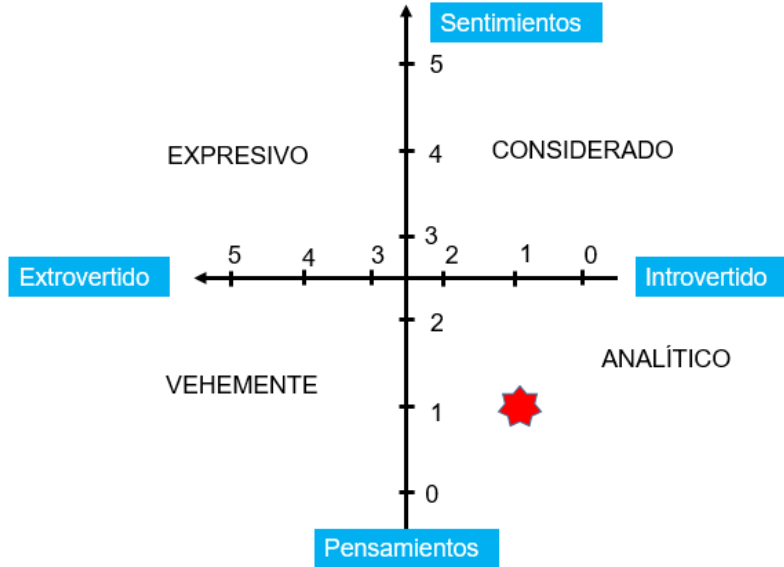 Sentimientos
5
EXPRESIVO
4
CONSIDERADO
3
5 4 3 2 1 0
Extrovertido
Introvertido
2
ANALÍTICO
VEHEMENTE
1
0
Pensamientos